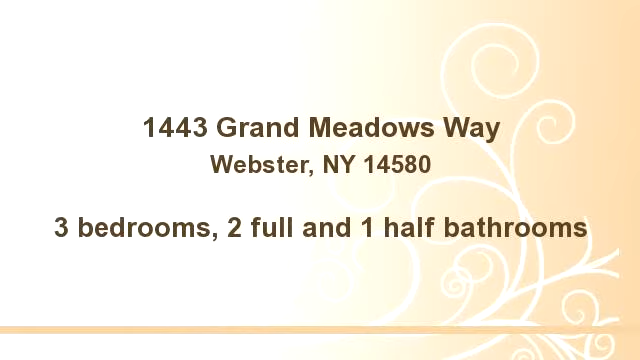 1443 Grand Meadows Way
Webster, NY 14580
3 bedrooms, 2 full and 1 half bathrooms